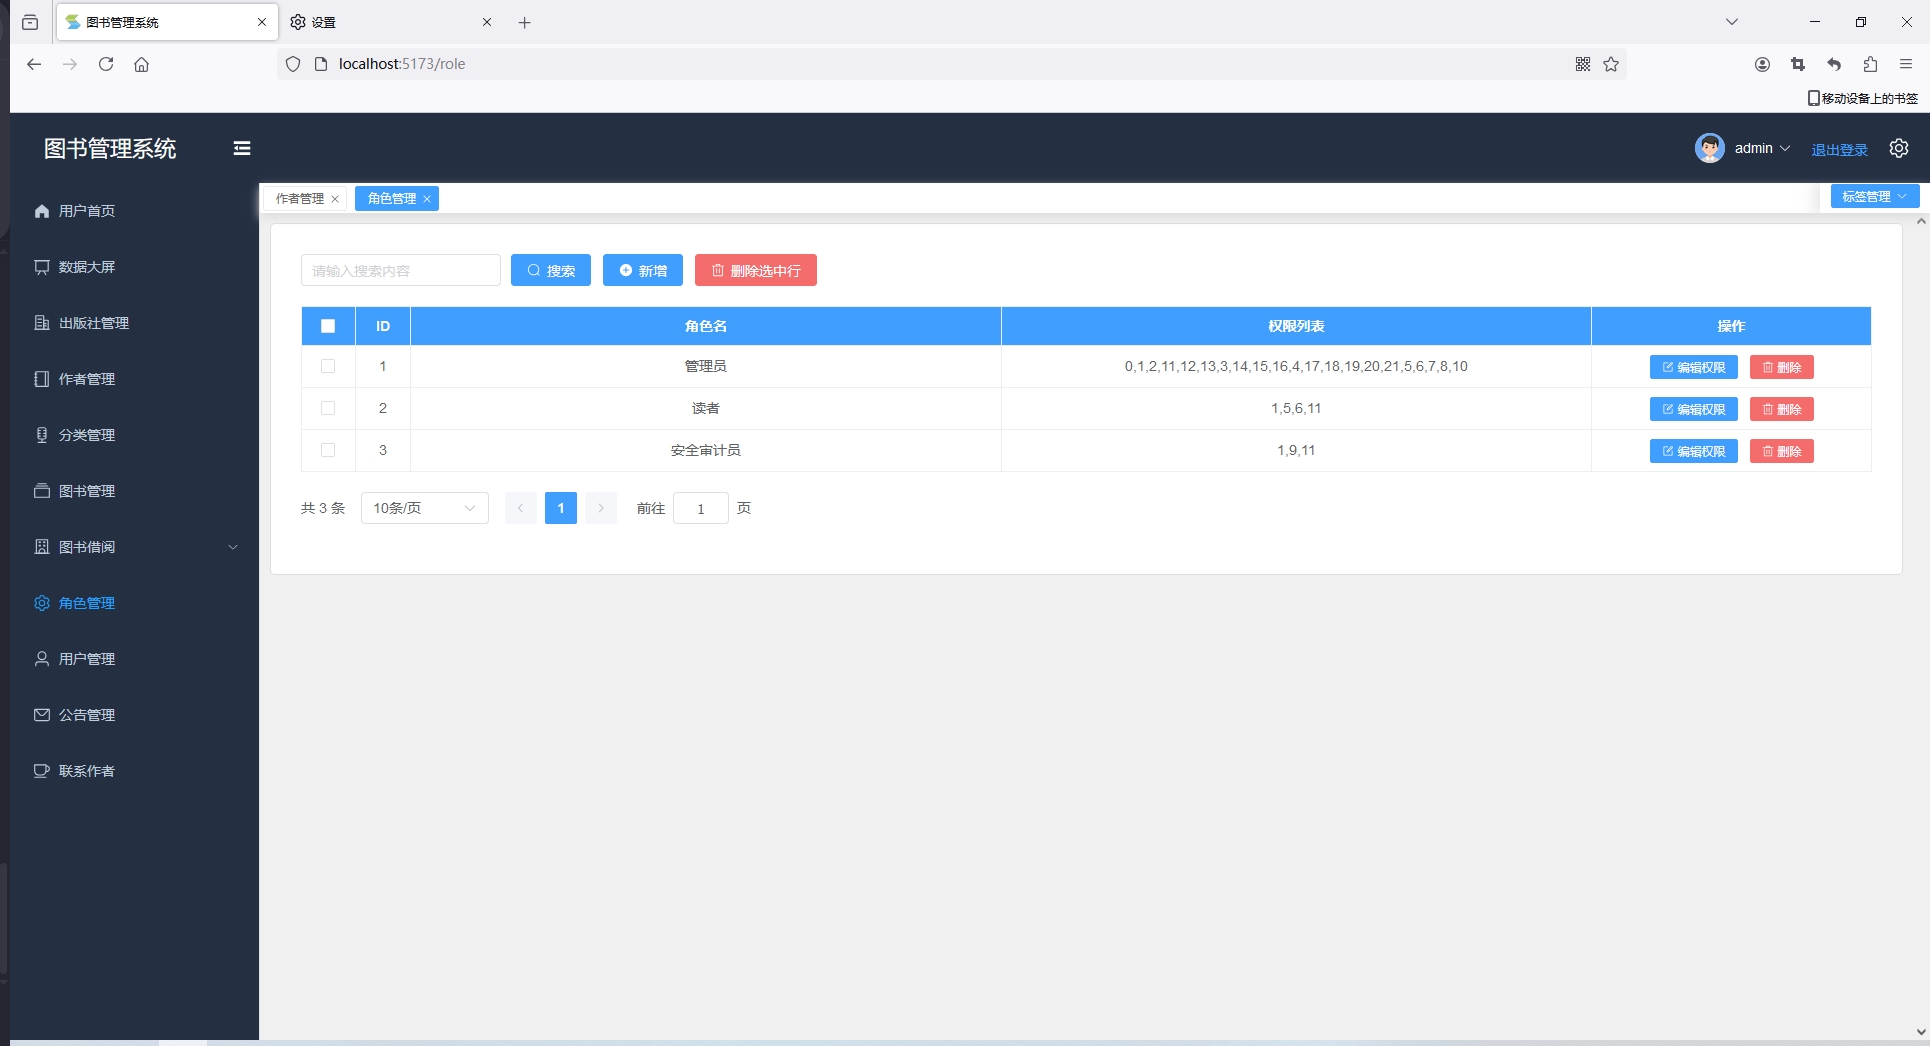 图书管理系统
设置
localhost:5173/role
移动设备上的书签
图书管理系统
admin
退出登录
用户首页
数据大屏
出版社管理
作者管理
分类管理
图书管理
图书借阅
角色管理
用户管理
公告管理
联系作者
作者管理
角色管理
标签管理
请输入搜索内容
搜索
新增
删除选中行
ID 角色名 权限列表 操作
1 管理员 0,1,2,11,12,13,3,14,15,16,4,17,18,19,20,21,5,6,7,8,10 编辑权限 删除
2 读者 1,5,6,11 编辑权限 删除
3 安全审计员 1,9,11 编辑权限 删除
共 3 条 10条/页 1 前往 1 页